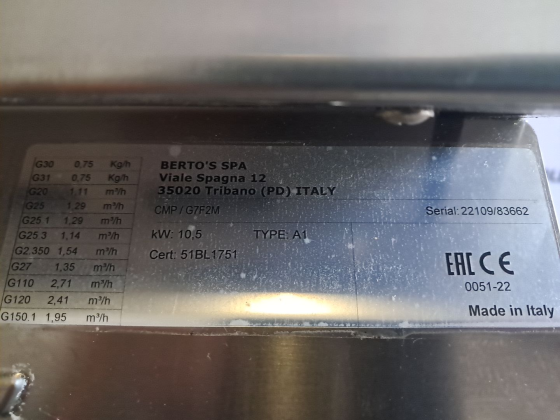 G30 0,75 Kg/h
G31 0,75 Kg/h
G20 1,11 m³/h
G25 1,29 m³/h
G25.1 1,29 m³/h
G25.3 1,14 m³/h
G2.350 1,54 m³/h
G27 1,35 m³/h
G110 2,71 m³/h
G120 2,41 m³/h
G150.1 1,95 m³/h
BERTO'S SPA
Viale Spagna 12
35020 Tribano (PD) ITALY
CMP / G7F2M Serial: 22109/83662
kW: 10,5 TYPE: A1
Cert: 51BL1751
EAC CE
0051-22
Made in Italy